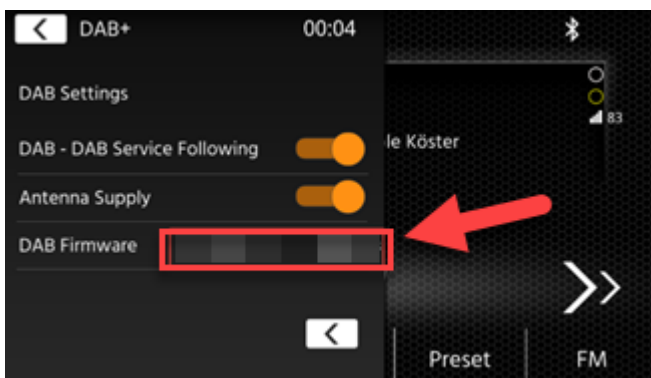 DAB+ 00:04
DAB Settings
83
DAB - DAB Service Following
le Köster
Antenna Supply
DAB Firmware
Preset FM